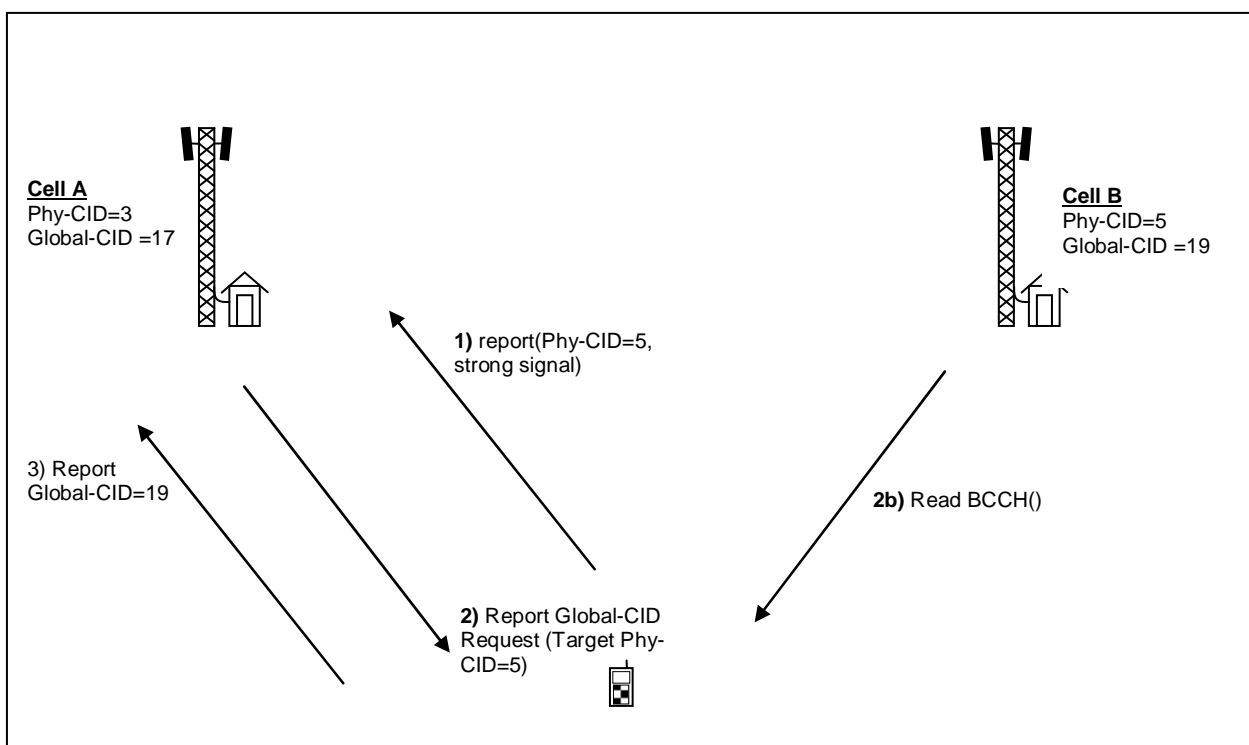 Cell A
Phy-CID=3
Global-CID =17
Cell B
Phy-CID=5
Global-CID =19
1) report(Phy-CID=5,
strong signal)
3) Report
Global-CID=19
2b) Read BCCH()
2) Report Global-CID
Request (Target Phy-
CID=5)